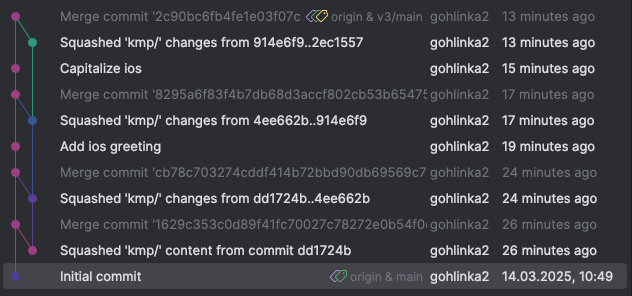 Merge commit '2c90bc6fb4fe1e03f07c origin & v3/main gohlinka2 13 minutes ago
Squashed 'kmp/' changes from 914e6f9..2ec1557 gohlinka2 13 minutes ago
Capitalize ios gohlinka2 15 minutes ago
Merge commit '8295a6f83f4b7db68d3accf802cb53b65475 gohlinka2 17 minutes ago
Squashed 'kmp/' changes from 4ee662b..914e6f9 gohlinka2 17 minutes ago
Add ios greeting gohlinka2 19 minutes ago
Merge commit 'cb78c703274cddf414b72bbd90db69569c7 gohlinka2 24 minutes ago
Squashed 'kmp/' changes from dd1724b..4ee662b gohlinka2 24 minutes ago
Merge commit '1629c353c0d89f41fc70027c78272e0b54f0 gohlinka2 26 minutes ago
Squashed 'kmp/' content from commit dd1724b gohlinka2 26 minutes ago
Initial commit origin & main gohlinka2 14.03.2025, 10:49